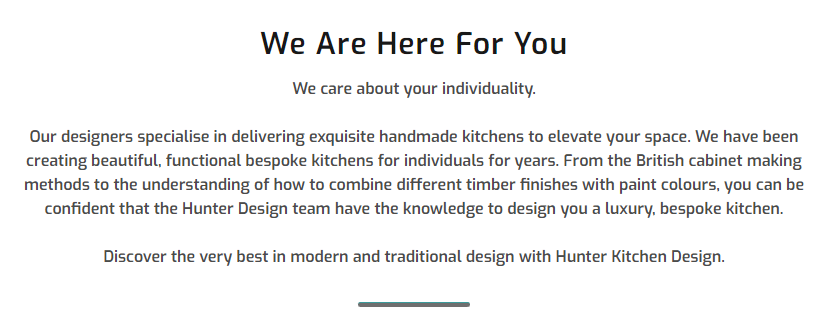 We Are Here For You
We care about your individuality.
Our designers specialise in delivering exquisite handmade kitchens to elevate your space. We have been
creating beautiful, functional bespoke kitchens for individuals for years. From the British cabinet making
methods to the understanding of how to combine different timber finishes with paint colours, you can be
confident that the Hunter Design team have the knowledge to design you a luxury, bespoke kitchen.
Discover the very best in modern and traditional design with Hunter Kitchen Design.